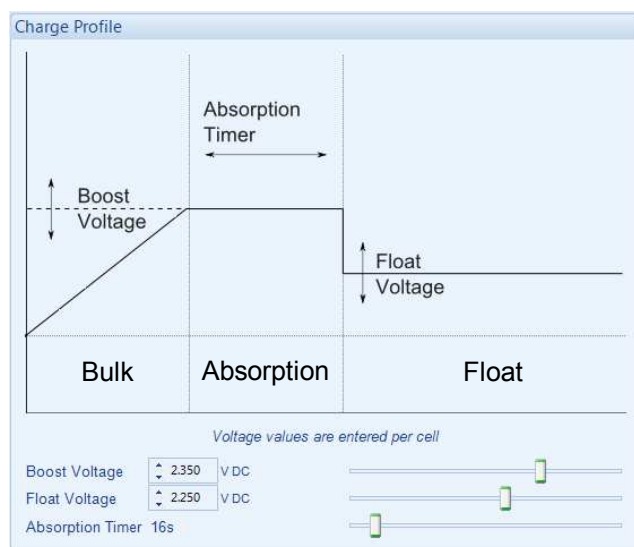 Charge Profile
Absorption
Timer
Boost
Voltage
Float
Voltage
Bulk
Absorption
Float
Voltage values are entered per cell
Boost Voltage 2.350 V DC
Float Voltage 2.250 V DC
Absorption Timer 16s